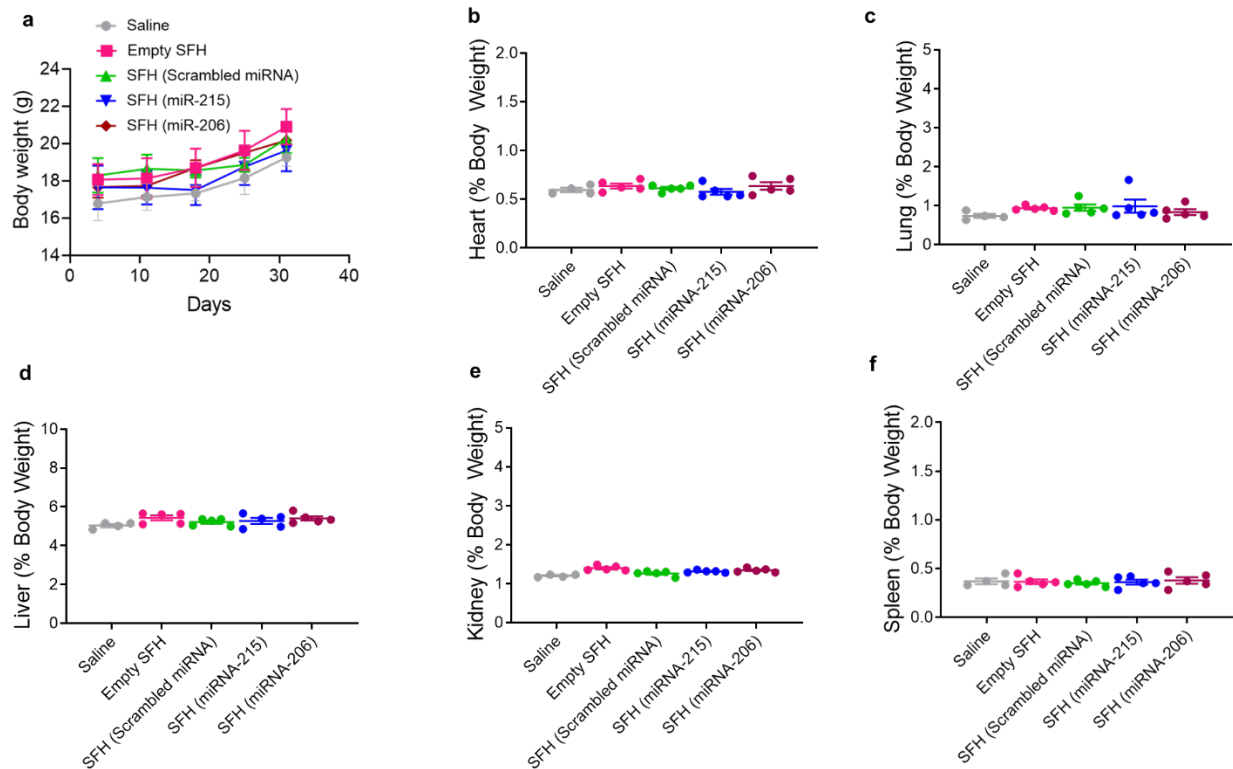 a
Saline
Empty SFH
SFH (Scrambled miRNA)
SFH (miR-215)
SFH (miR-206)
Body weight (g)
24
22
20
18
16
14
0
10
20
30
40
Days
b
Heart (% Body Weight)
2.0
1.5
1.0
0.5
0.0
Saline
Empty SFH
SFH (Scrambled miRNA)
SFH (miRNA-215)
SFH (miRNA-206)
c
Lung (% Body Weight)
5
4
3
2
1
0
Saline
Empty SFH
SFH (Scrambled miRNA)
SFH (miRNA-215)
SFH (miRNA-206)
d
Liver (% Body Weight)
10
8
6
4
2
0
Saline
Empty SFH
SFH (Scrambled miRNA)
SFH (miRNA-215)
SFH (miRNA-206)
e
Kidney (% Body Weight)
5
4
3
2
1
0
Saline
Empty SFH
SFH (Scrambled miRNA)
SFH (miRNA-215)
SFH (miRNA-206)
f
Spleen (% Body Weight)
2.0
1.5
1.0
0.5
0.0
Saline
Empty SFH
SFH (Scrambled miRNA)
SFH (miRNA-215)
SFH (miRNA-206)